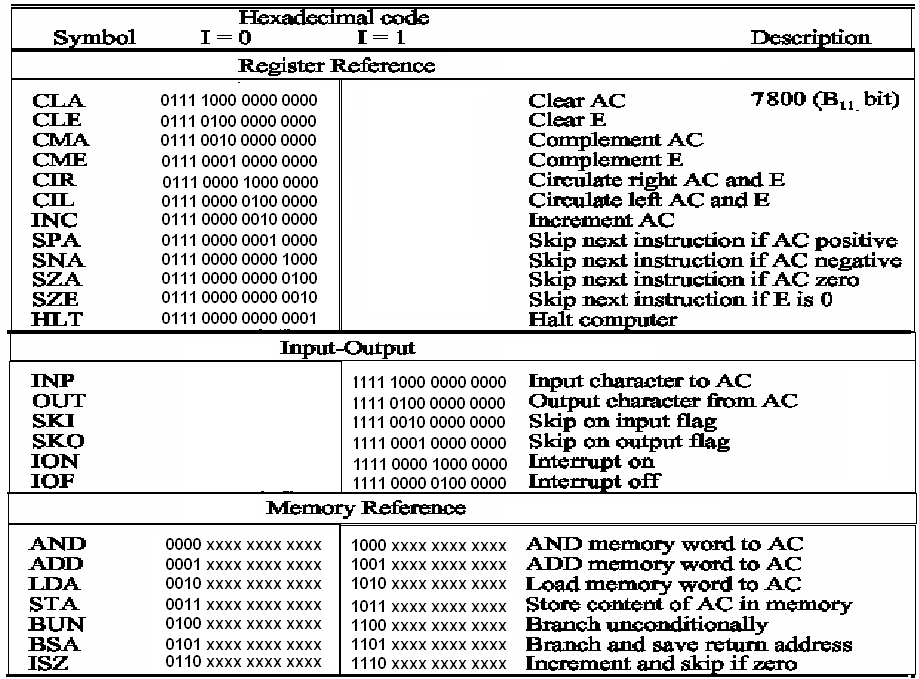 Hexadecimal code
Symbol I = 0 I = 1 Description
Register Reference
CLA 0111 1000 0000 0000 Clear AC 7800 (B11 bit)
CLE 0111 0100 0000 0000 Clear E
CMA 0111 0010 0000 0000 Complement AC
CME 0111 0001 0000 0000 Complement E
CIR 0111 0000 1000 0000 Circulate right AC and E
CIL 0111 0000 0100 0000 Circulate left AC and E
INC 0111 0000 0010 0000 Increment AC
SPA 0111 0000 0001 0000 Skip next instruction if AC positive
SNA 0111 0000 0000 1000 Skip next instruction if AC negative
SZA 0111 0000 0000 0100 Skip next instruction if AC zero
SZE 0111 0000 0000 0010 Skip next instruction if E is 0
HLT 0111 0000 0000 0001 Halt computer
Input-Output
INP 1111 1000 0000 0000 Input character to AC
OUT 1111 0100 0000 0000 Output character from AC
SKI 1111 0010 0000 0000 Skip on input flag
SKO 1111 0001 0000 0000 Skip on output flag
ION 1111 0000 1000 0000 Interrupt on
IOF 1111 0000 0100 0000 Interrupt off
Memory Reference
AND 0000 xxxx xxxx xxxx 1000 xxxx xxxx xxxx AND memory word to AC
ADD 0001 xxxx xxxx xxxx 1001 xxxx xxxx xxxx ADD memory word to AC
LDA 0010 xxxx xxxx xxxx 1010 xxxx xxxx xxxx Load memory word to AC
STA 0011 xxxx xxxx xxxx 1011 xxxx xxxx xxxx Store content of AC in memory
BUN 0100 xxxx xxxx xxxx 1100 xxxx xxxx xxxx Branch unconditionally
BSA 0101 xxxx xxxx xxxx 1101 xxxx xxxx xxxx Branch and save return address
ISZ 0110 xxxx xxxx xxxx 1110 xxxx xxxx xxxx Increment and skip if zero